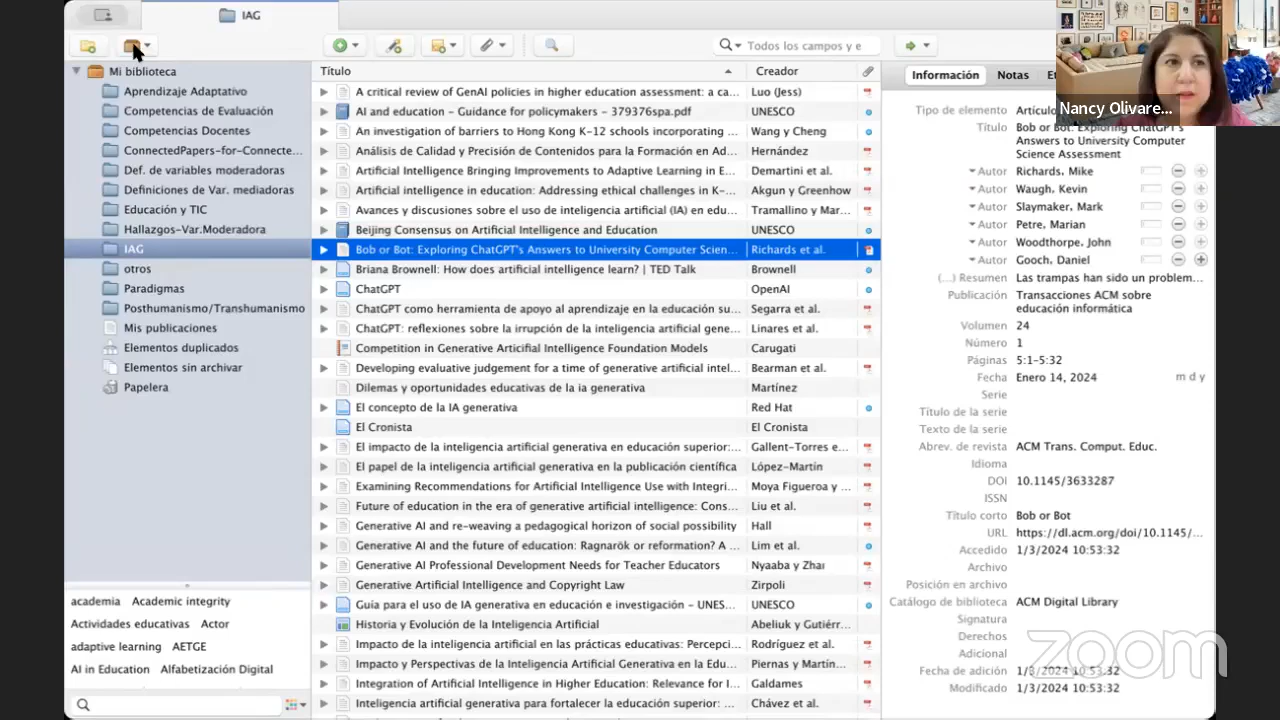 IAG
Todos los campos y e
Nancy Olivare...
Mi biblioteca
Aprendizaje Adaptativo
Competencias de Evaluación
Competencias Docentes
ConnectedPapers-for-Connecte...
Def. de variables moderadoras
Definiciones de Var. mediadoras
Educación y TIC
Hallazgos-Var.Moderadora
IAG
otros
Paradigmas
Posthumanismo/Transhumanismo
Mis publicaciones
Elementos duplicados
Elementos sin archivar
Papelera
academia Academic integrity
Actividades educativas Actor
adaptive learning AETGE
AI in Education Alfabetización Digital
Título Creador
A critical review of GenAI policies in higher education assessment: a ca... Luo (Jess)
AI and education - Guidance for policymakers - 379376spa.pdf UNESCO
An investigation of barriers to Hong Kong K-12 schools incorporating ... Wang y Cheng
Análisis y Precisión de Contenidos para la Formación en Ad... Hernández
Artificial Intelligence Bringing Improvements to Adaptive Learning in E... Demartini et al.
Artificial intelligence in education: Addressing ethical challenges in K-... Akgun y Greenhow
Avances y discusiones sobre el uso de inteligencia artificial (IA) en edu... Tramallino y Mar...
Beijing Consensus on Artificial Intelligence and Education UNESCO
Bob or Bot: Exploring ChatGPT's Answers to University Computer Scien... Richards et al.
Briana Brownell: How does artificial intelligence learn? | TED Talk Brownell
ChatGPT OpenAI
ChatGPT como herramienta de apoyo al aprendizaje en la educación su... Segarra et al.
ChatGPT: reflexiones sobre la irrupción de la inteligencia artificial gene... Linares et al.
Competition in Generative Articifial Intelligence Foundation Models Carugati
Developing evaluative judgement for a time of generative artificial intel... Bearman et al.
Dilemas y oportunidades educativas de la ia generativa Martínez
El concepto de la IA generativa Red Hat
El Cronista El Cronista
El impacto de la inteligencia artificial generativa en educación superior:... Gallent-Torres e...
El papel de la inteligencia artificial generativa en la publicación científica López-Martín
Examining Recommendations for Artificial Intelligence Use with Integri... Moya Figueroa y ...
Future of education in the era of generative artificial intelligence: Cons... Liu et al.
Generative AI and re-weaving a pedagogical horizon of social possibility Hall
Generative AI and the future of education: Ragnarök or reformation? A ... Lim et al.
Generative AI Professional Development Needs for Teacher Educators Nyaaba y Zhai
Generative Artificial Intelligence and Copyright Law Zirpoli
Guía para el uso de IA generativa en educación e investigación - UNES... UNESCO
Historia y Evolución de la Inteligencia Artificial Abeliuk y Gutiérr...
Impacto de la inteligencia artificial en las prácticas educativas: Percepci... Rodríguez et al.
Impacto y Perspectivas de la Inteligencia Artificial Generativa en la Edu... Piernas y Martín...
Integration of Artificial Intelligence in Higher Education: Relevance for I... Galdames
Inteligencia artificial generativa para fortalecer la educación superior: ... Chávez et al.
Información Notas
Tipo de elemento Artículo
Título Bob or Bot: Exploring ChatGPT's
Answers to University Computer
Science Assessment
Autor Richards, Mike
Autor Waugh, Kevin
Autor Slaymaker, Mark
Autor Petre, Marian
Autor Woodthorpe, John
Autor Gooch, Daniel
(...) Resumen Las trampas han sido un problem...
Publicación Transacciones ACM sobre
educación informática
Volumen 24
Número 1
Páginas 5:1-5:32
Fecha Enero 14, 2024 m d y
Serie
Título de la serie
Texto de la serie
Abrev. de revista ACM Trans. Comput. Educ.
Idioma
DOI 10.1145/3633287
ISSN
Título corto Bob or Bot
URL https://dl.acm.org/doi/10.1145/...
Accedido 1/3/2024 10:53:32
Archivo
Posición en archivo
Catálogo de biblioteca ACM Digital Library
Signatura
Derechos
Adicional
Fecha de adición 1/3/2024 10:53:32
Modificado 1/3/2024 10:53:32
zoom